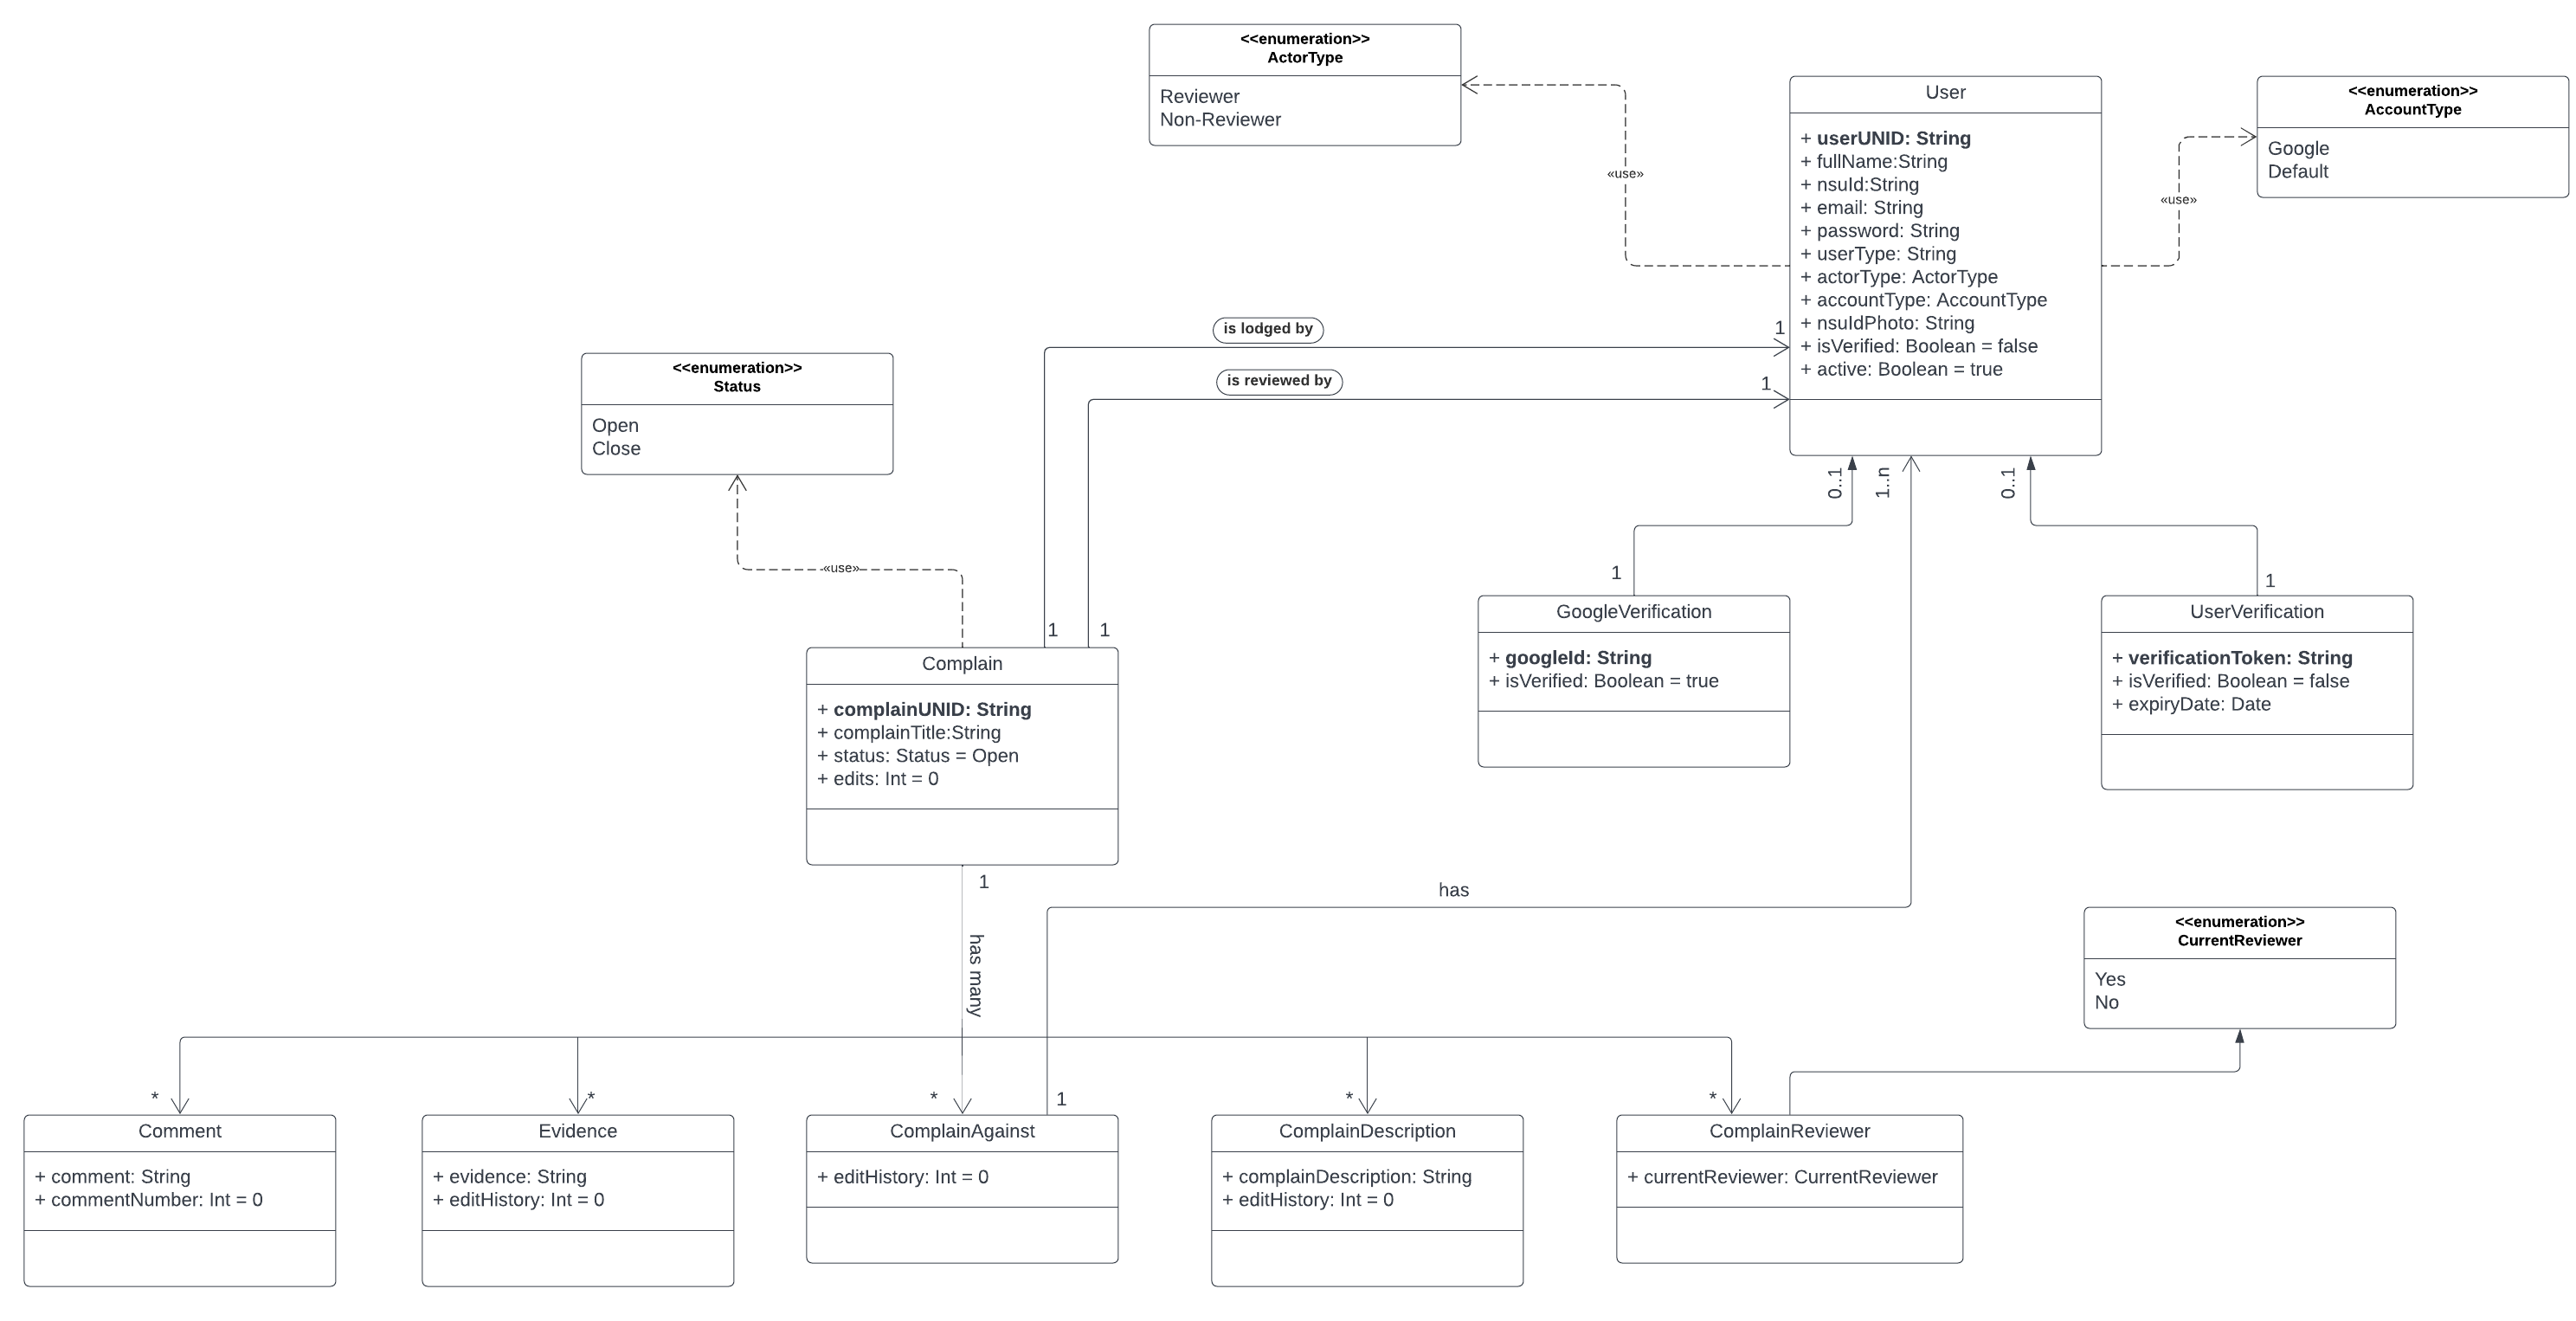 <<enumeration>>
ActorType
Reviewer
Non-Reviewer
User
+ userUNID: String
+ fullName:String
+ nsuId:String
+ email: String
+ password: String
+ userType: String
+ actorType: ActorType
+ accountType: AccountType
+ nsuIdPhoto: String
+ isVerified: Boolean = false
+ active: Boolean = true
<<enumeration>>
AccountType
Google
Default
«use»
«use»
is lodged by
1
is reviewed by
1
<<enumeration>>
Status
Open
Close
«use»
0..1
1..n
0..1
1
1
1
1
Complain
+ complainUNID: String
+ complainTitle:String
+ status: Status = Open
+ edits: Int = 0
GoogleVerification
+ googleId: String
+ isVerified: Boolean = true
UserVerification
+ verificationToken: String
+ isVerified: Boolean = false
+ expiryDate: Date
1
has
has many
<<enumeration>>
CurrentReviewer
Yes
No
*
*
*
1
*
*
Comment
+ comment: String
+ commentNumber: Int = 0
Evidence
+ evidence: String
+ editHistory: Int = 0
ComplainAgainst
+ editHistory: Int = 0
ComplainDescription
+ complainDescription: String
+ editHistory: Int = 0
ComplainReviewer
+ currentReviewer: CurrentReviewer